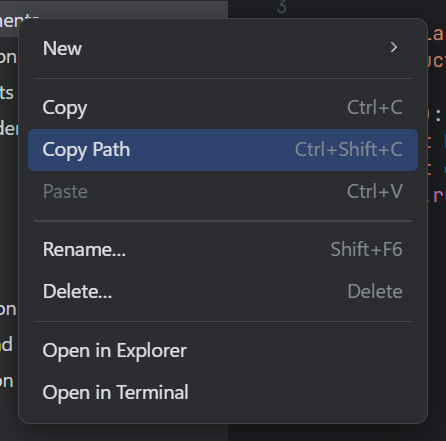 3
New
Copy Ctrl+C
Copy Path Ctrl+Shift+C
Paste Ctrl+V
Rename... Shift+F6
Delete... Delete
Open in Explorer
Open in Terminal